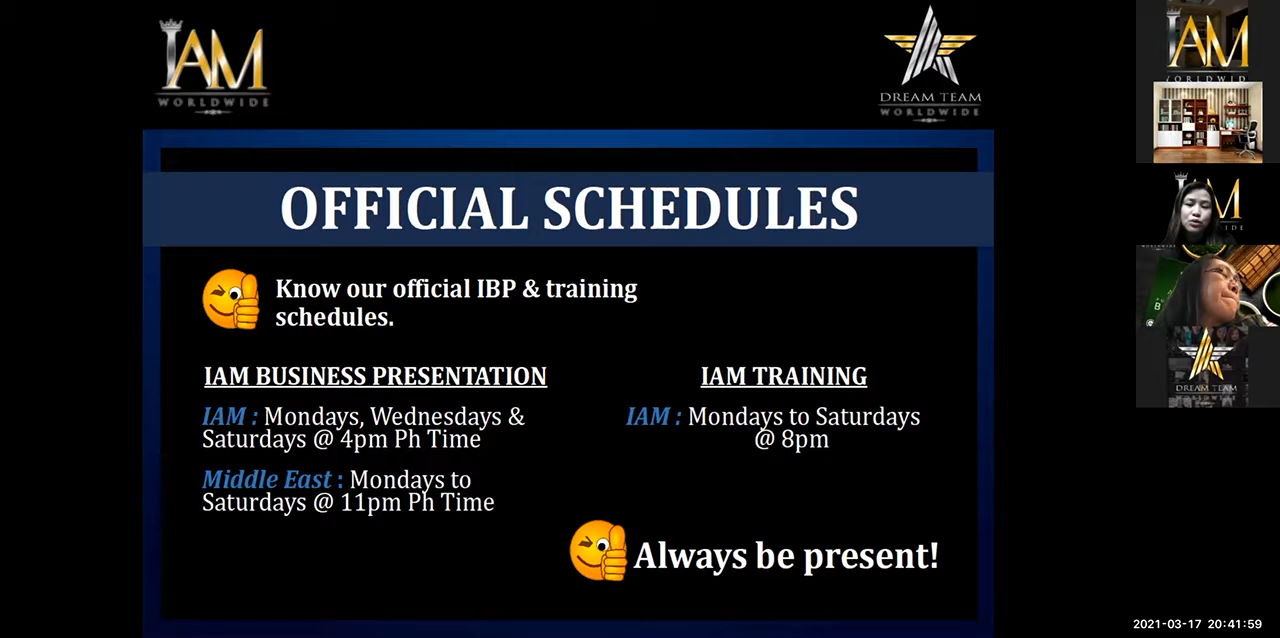 IAM
WORLDWIDE
DREAM TEAM
WORLDWIDE
OFFICIAL SCHEDULES
Know our official IBP & training
schedules.
IAM BUSINESS PRESENTATION
IAM : Mondays, Wednesdays &
Saturdays @ 4pm Ph Time
Middle East : Mondays to
Saturdays @ 11pm Ph Time
IAM TRAINING
IAM : Mondays to Saturdays
@ 8pm
Always be present!
IAM
WORLDWIDE
DREAM TEAM
WORLDWIDE
2021-03-17 20:41:59